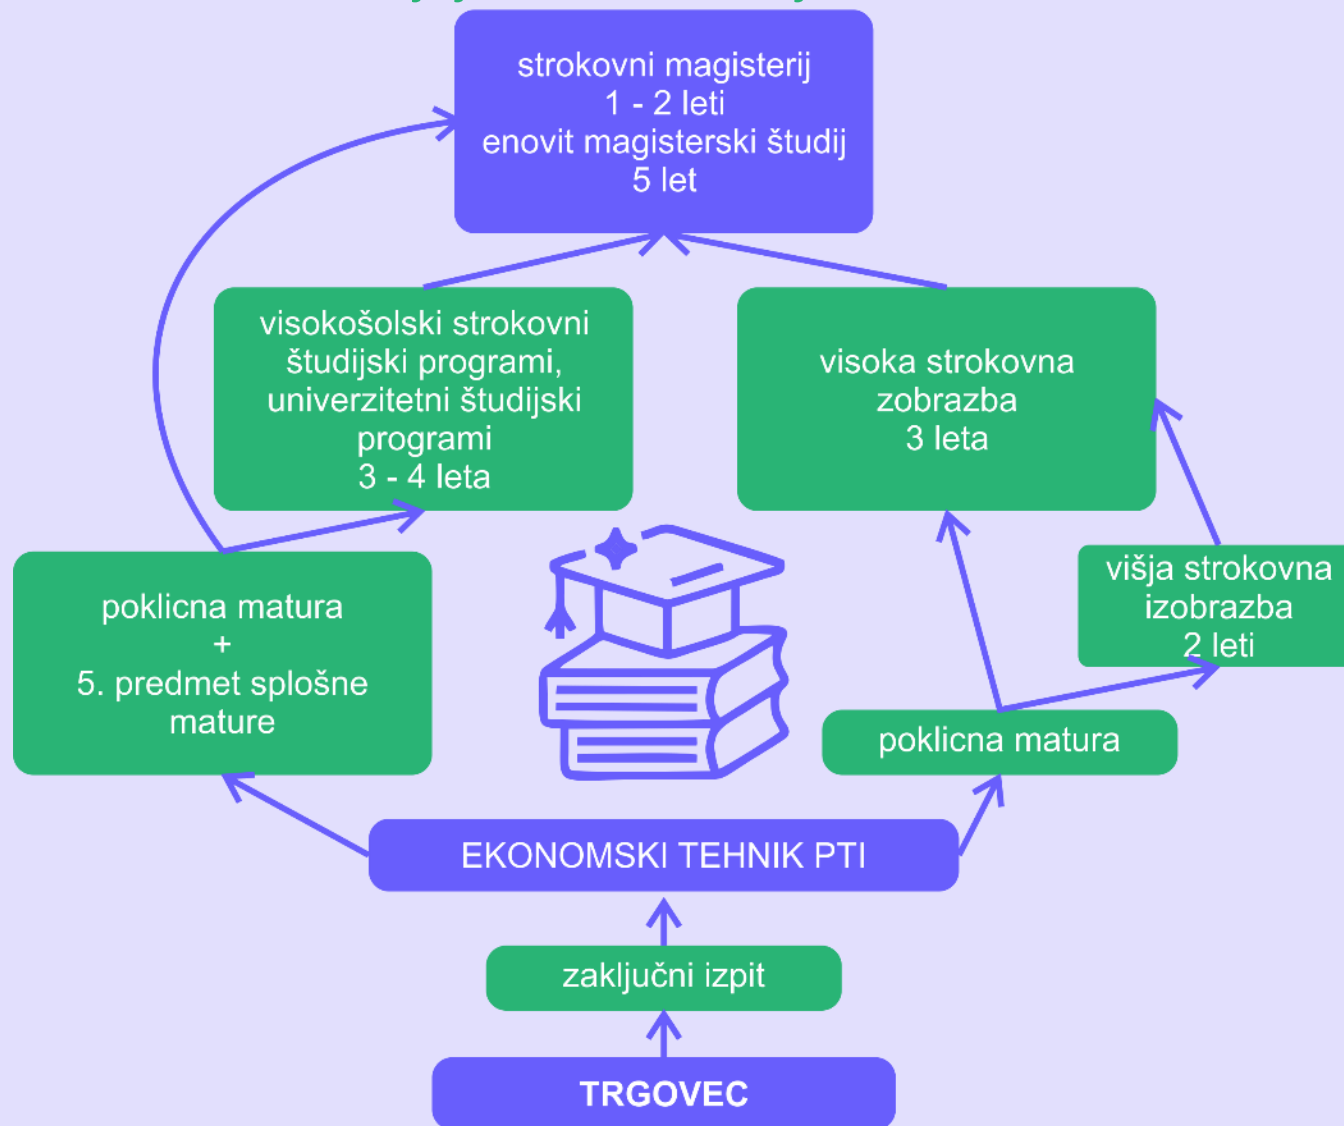 strokovni magisterij
1 - 2 leti
enovit magisterski študij
5 let
visokošolski strokovni
študijski programi,
univerzitetni študijski
programi
3 - 4 leta
visoka strokovna
zobrazba
3 leta
višja strokovna
izobrazba
2 leti
poklicna matura
+
5. predmet splošne
mature
poklicna matura
EKONOMSKI TEHNIK PTI
zaključni izpit
TRGOVEC